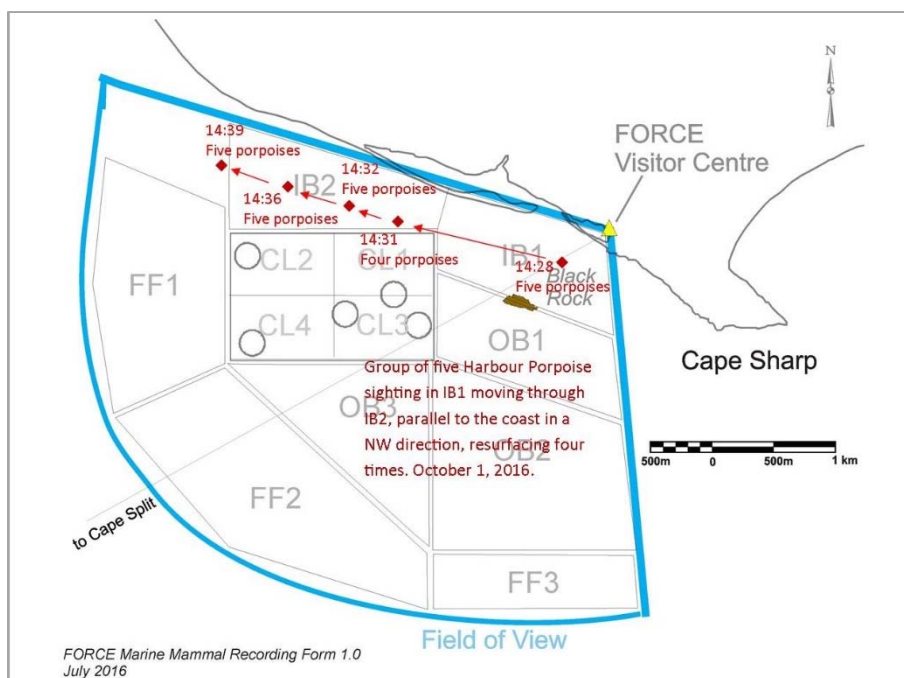 N
FORCE
Visitor Centre
14:39
Five porpoises
14:32
Five porpoises
IB2
14:36
Five porpoises
14:31
Four porpoises
IB1
14:28
Five porpoises
Black
Rock
FF1
CL2
CL1
CL4
CL3
OB1
Cape Sharp
Group of five Harbour Porpoise
sighting in IB1 moving through
IB2, parallel to the coast in a
NW direction, resurfacing four
times. October 1, 2016.
OB3
OB2
500m 0 500m 1 km
FF2
to Cape Split
FF3
Field of View
FORCE Marine Mammal Recording Form 1.0
July 2016